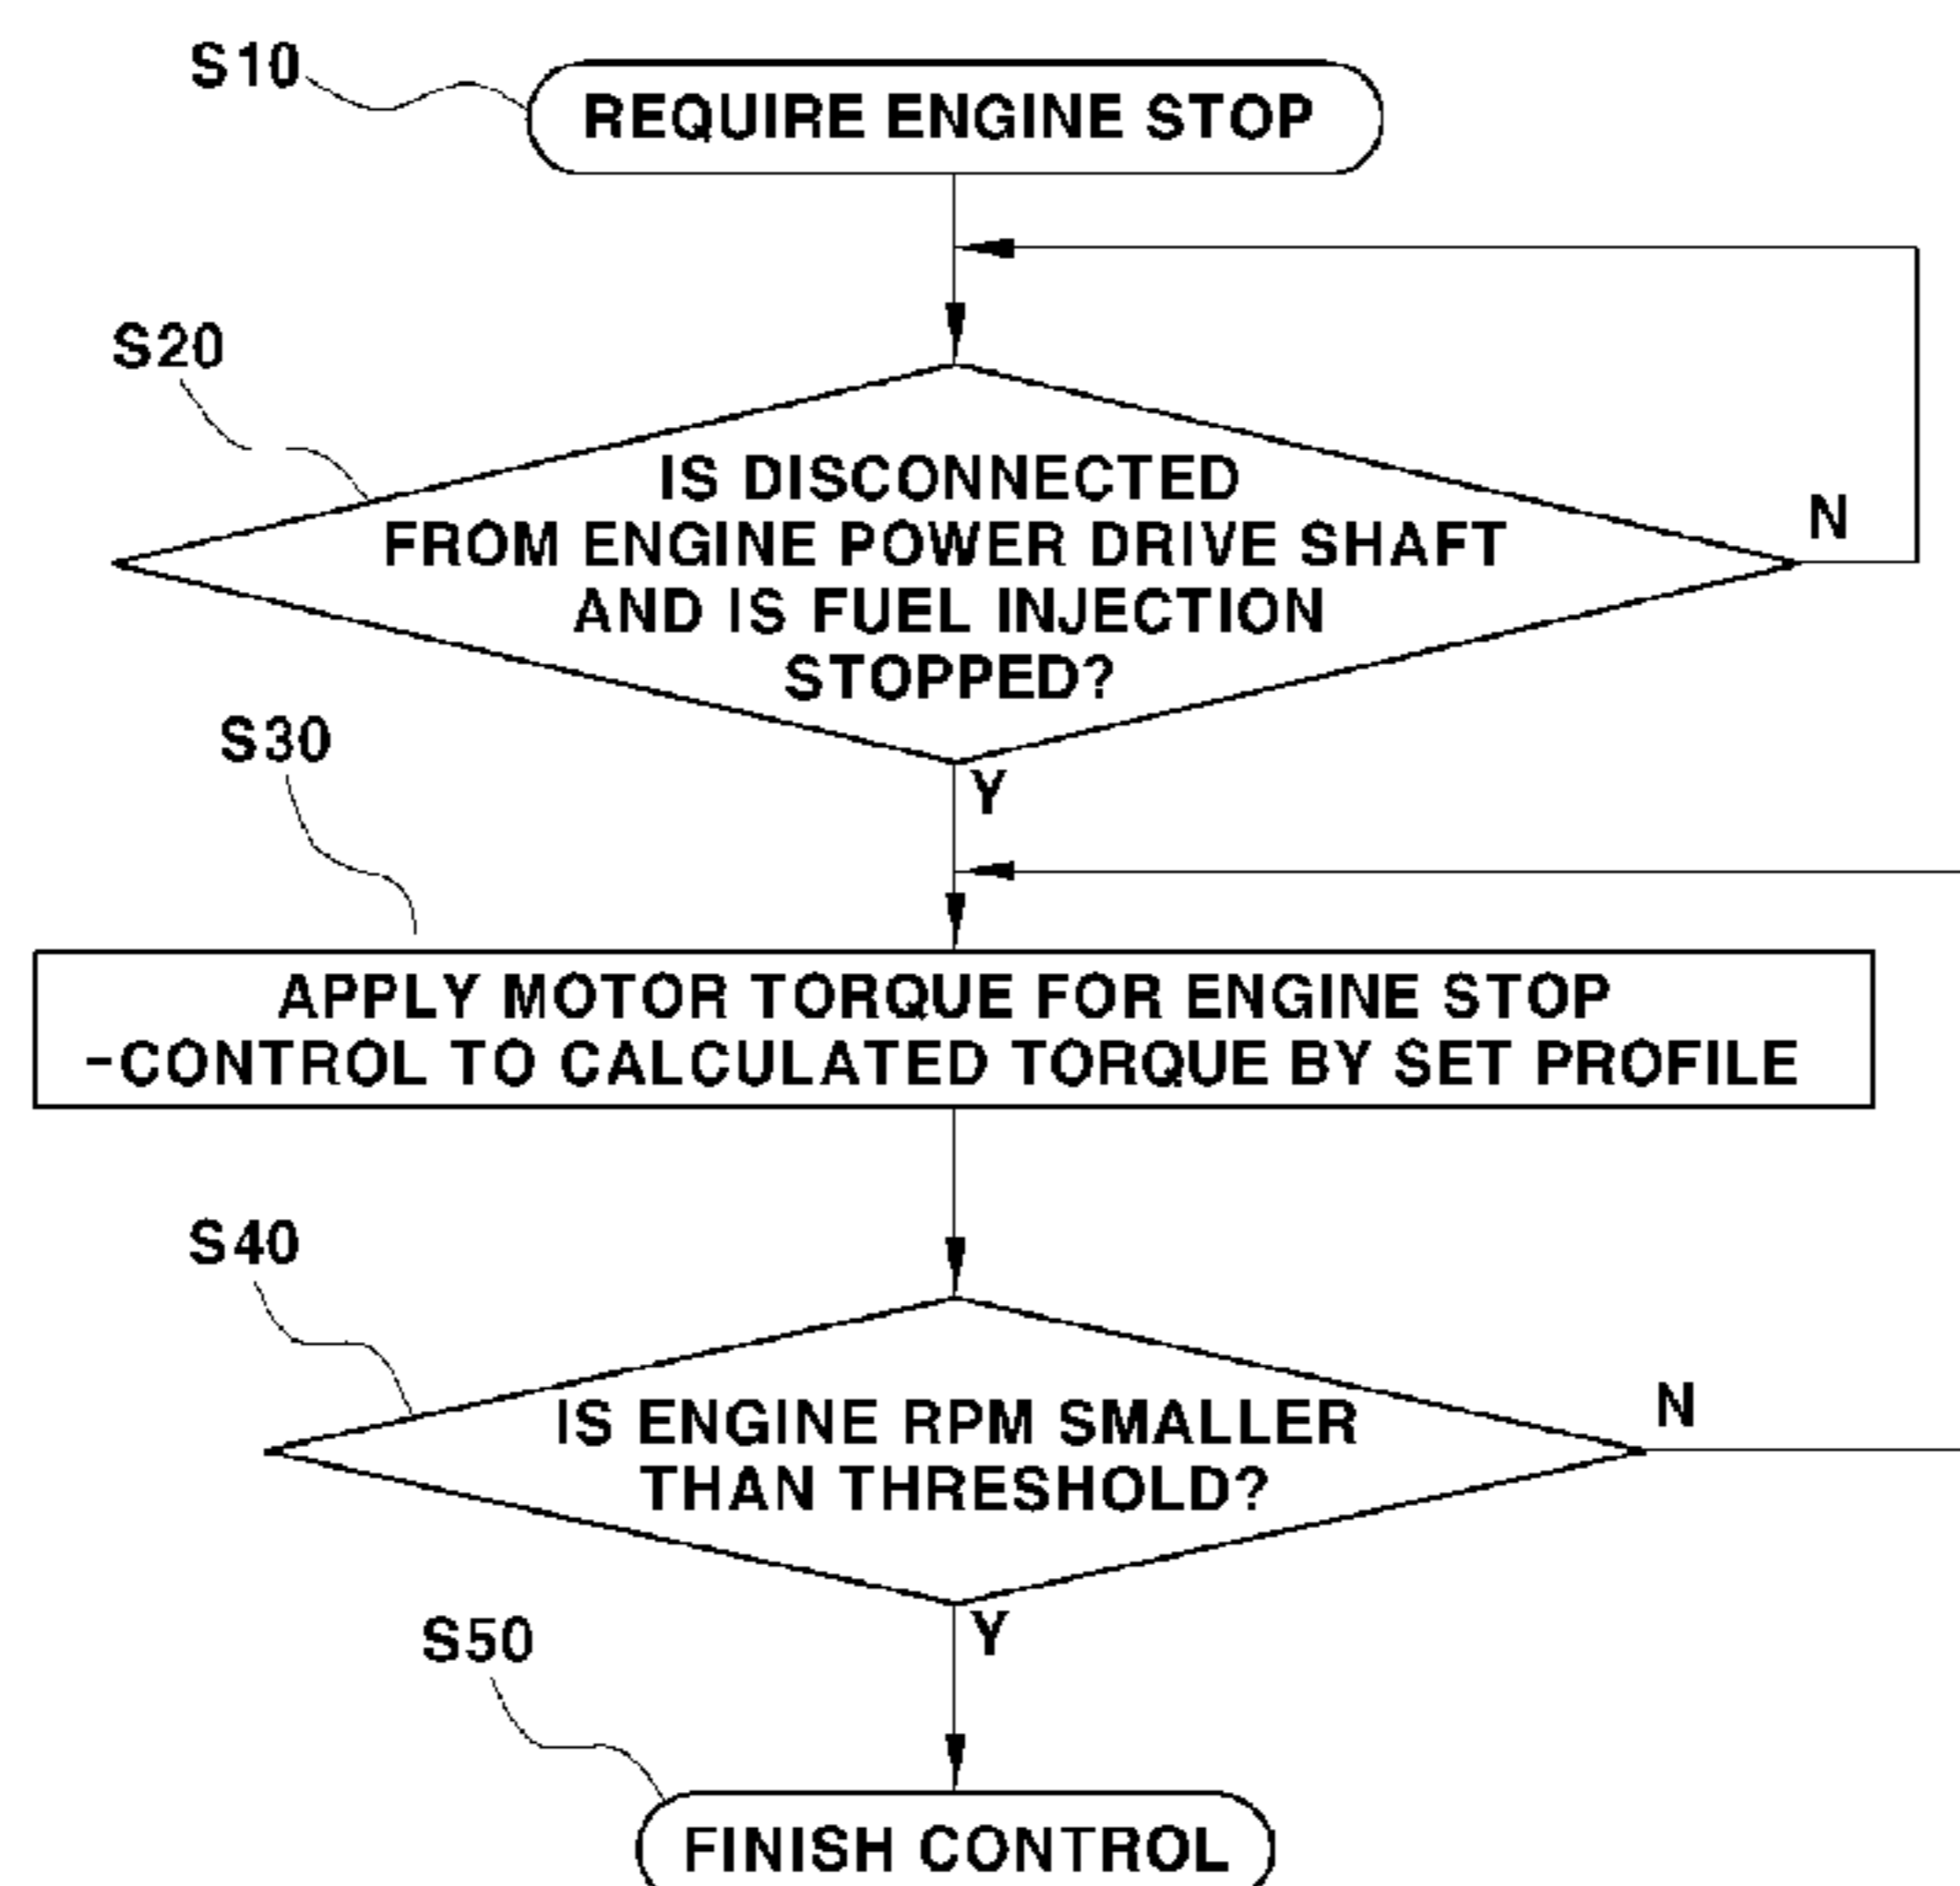 S10
REQUIRE ENGINE STOP
S20
IS DISCONNECTED
FROM ENGINE POWER DRIVE SHAFT
AND IS FUEL INJECTION
STOPPED?
N
Y
S30
APPLY MOTOR TORQUE FOR ENGINE STOP
-CONTROL TO CALCULATED TORQUE BY SET PROFILE
S40
IS ENGINE RPM SMALLER
THAN THRESHOLD?
N
Y
S50
FINISH CONTROL